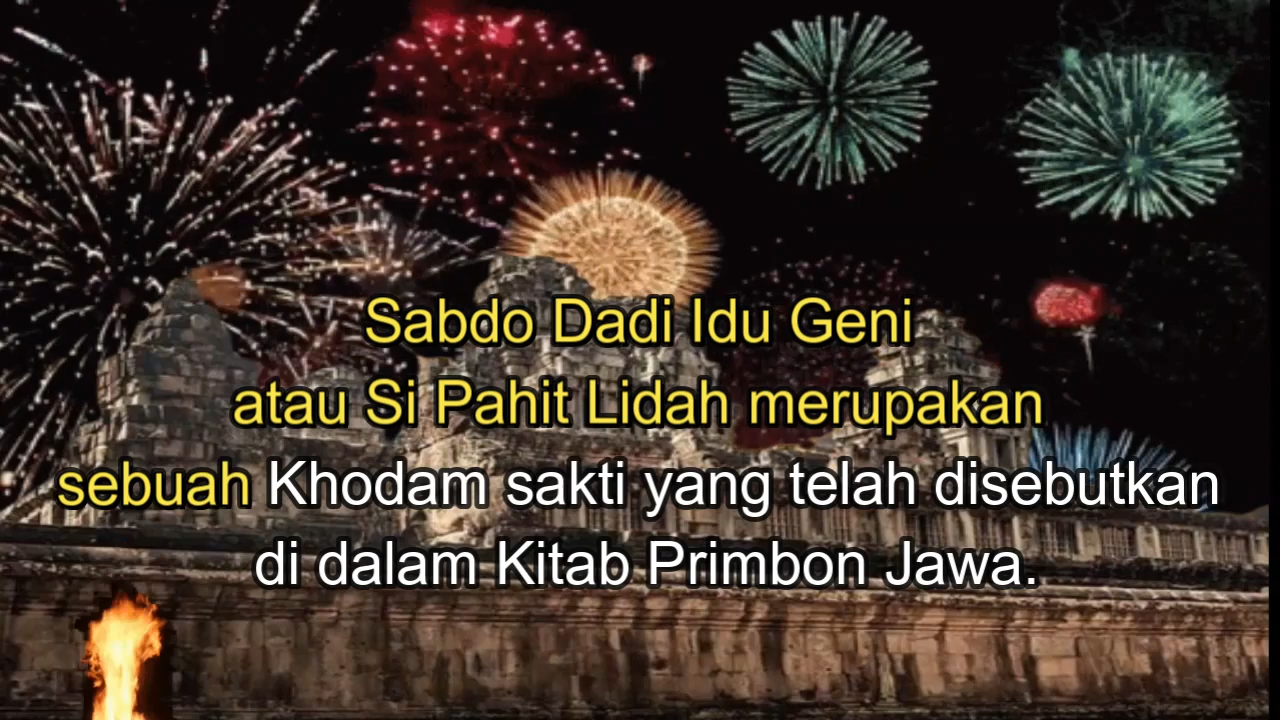 Sabdo Dadi Idu Geni
atau Si Pahit Lidah merupakan
sebuah Khodam sakti yang telah disebutkan
di dalam Kitab Primbon Jawa.